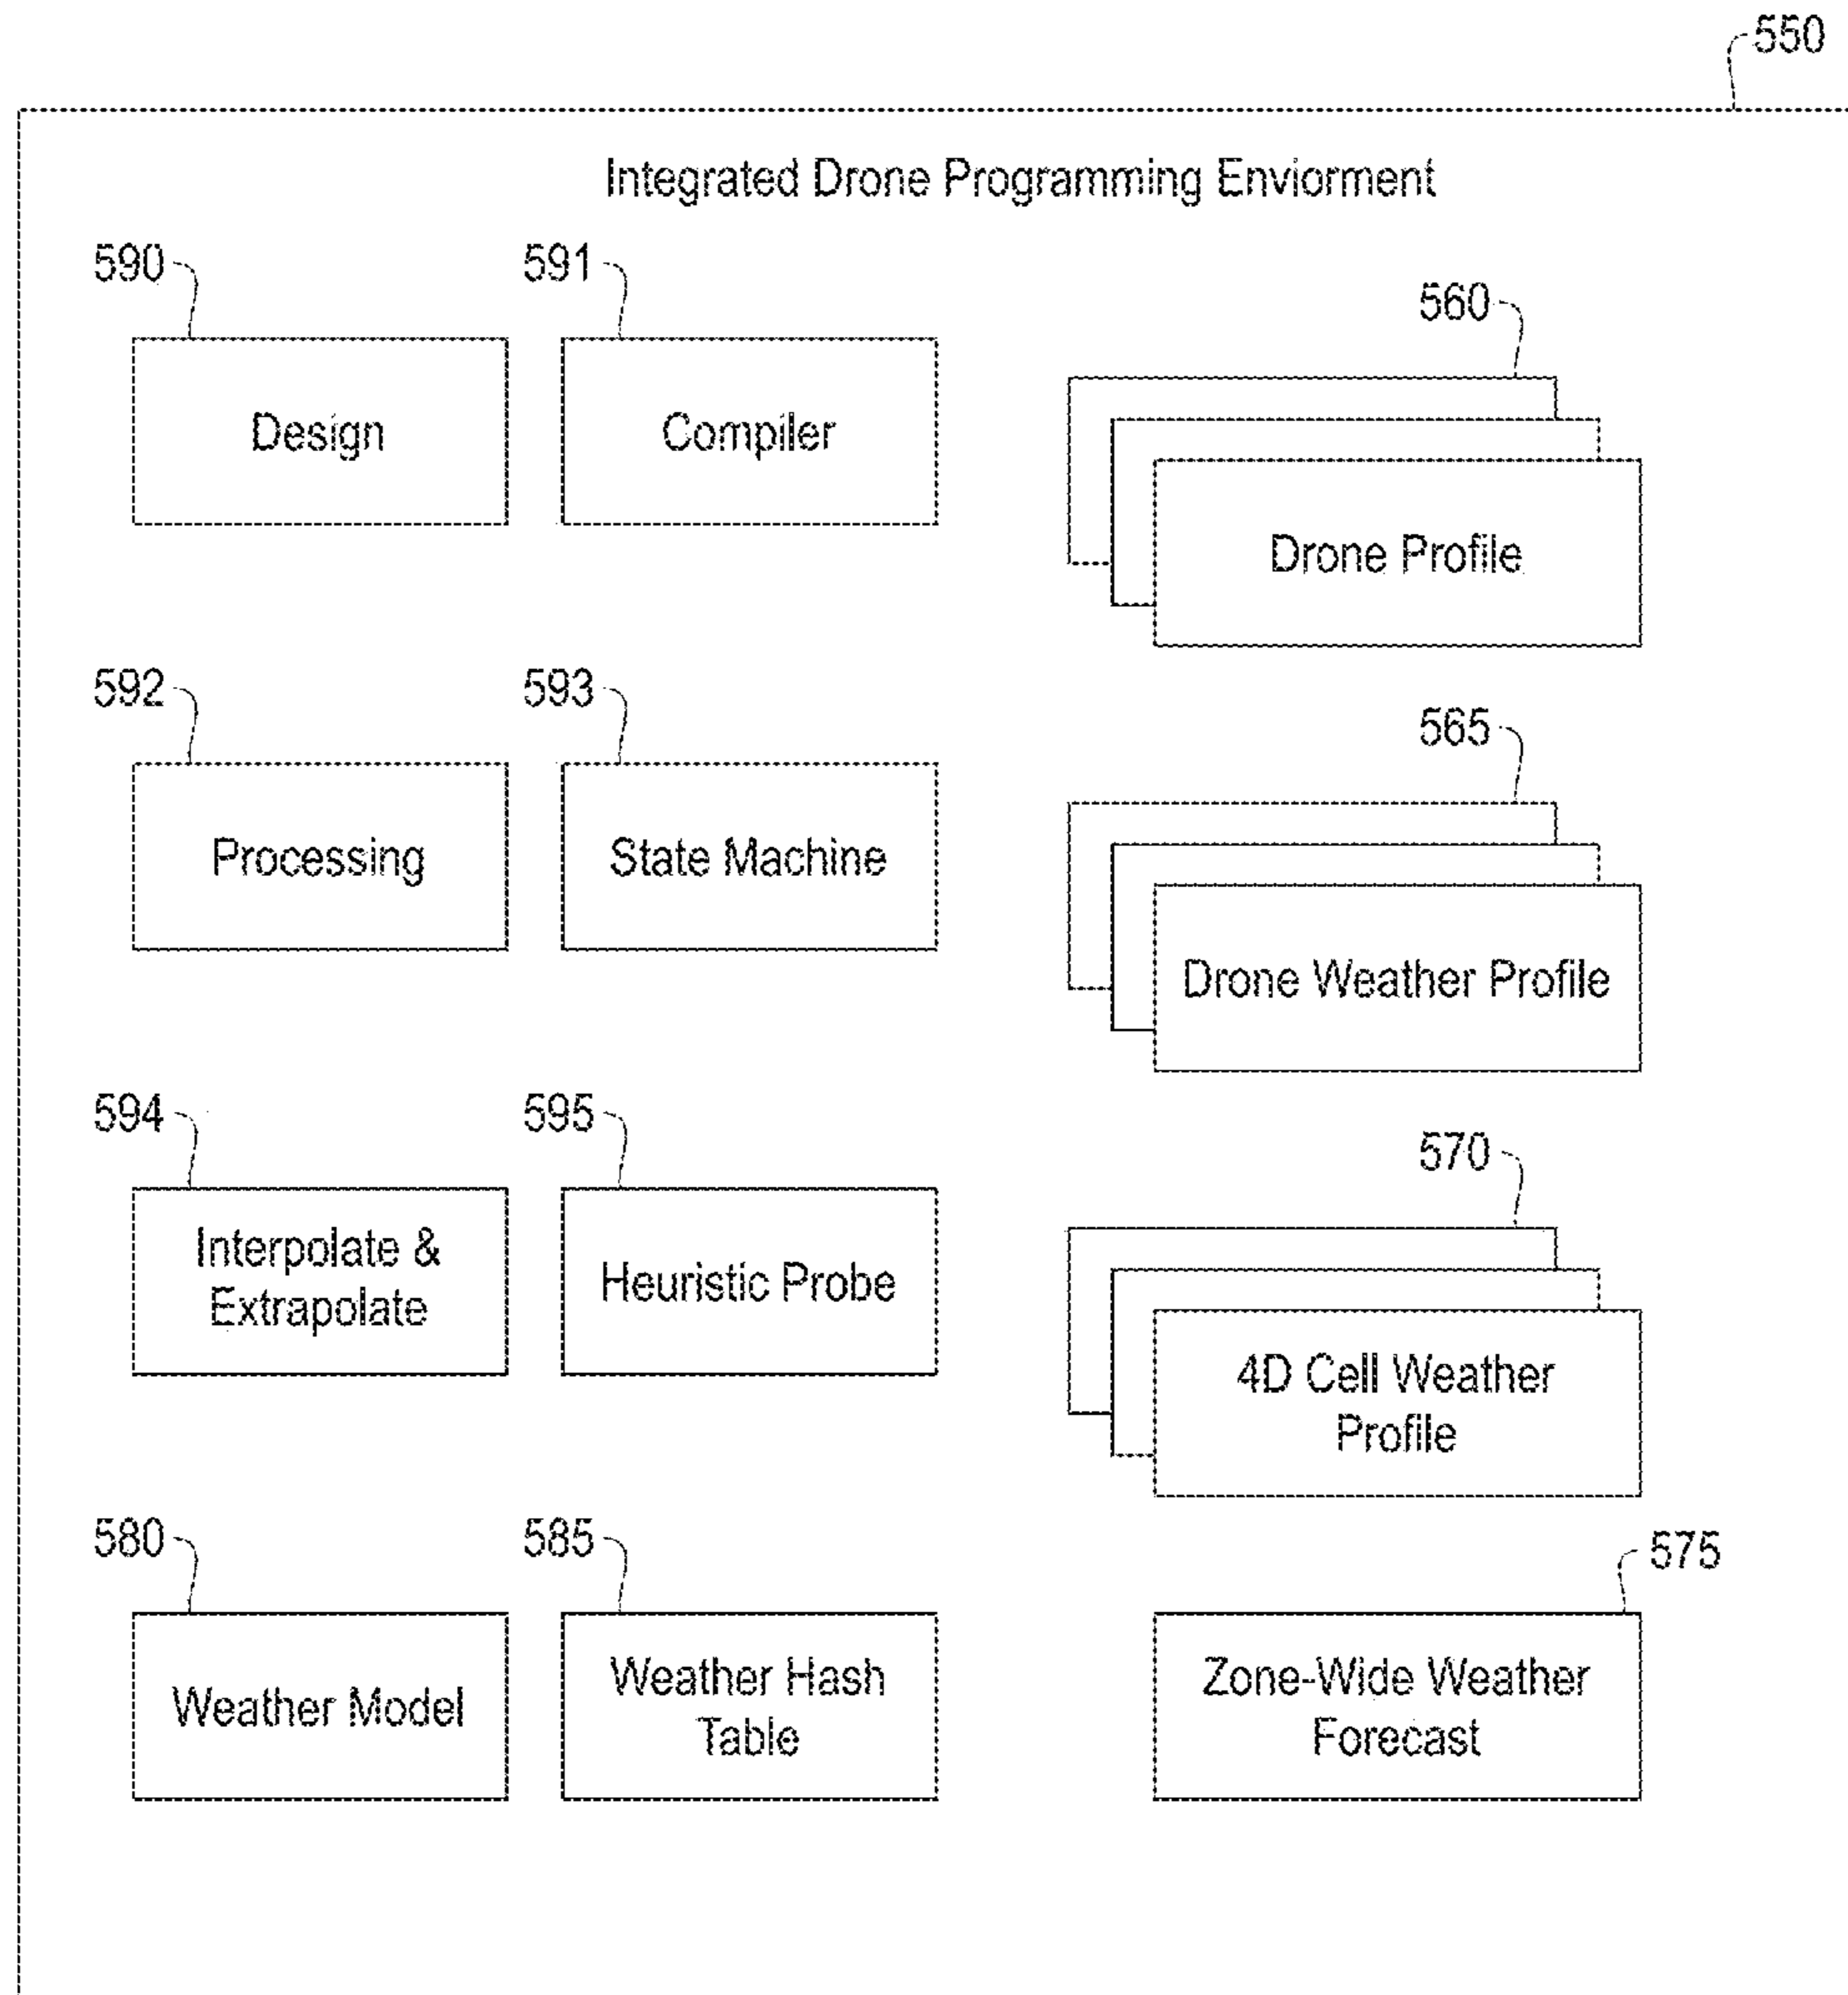 550
Integrated Drone Programming Enviorment
590
591
560
Design
Compiler
Drone Profile
592
593
565
Processing
State Machine
Drone Weather Profile
594
595
570
Interpolate &
Extrapolate
Heuristic Probe
4D Cell Weather
Profile
580
585
575
Weather Model
Weather Hash
Table
Zone-Wide Weather
Forecast